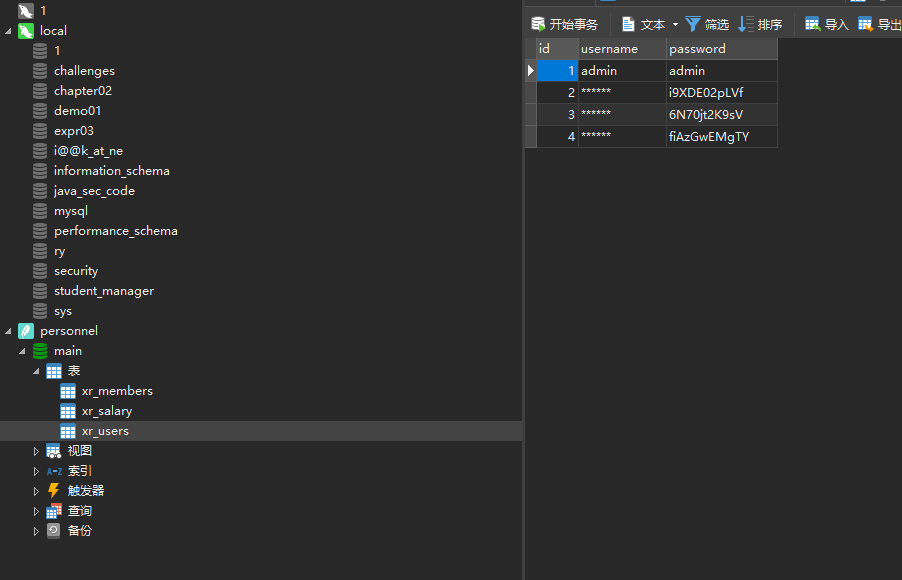 1
local
1
challenges
chapter02
demo01
expr03
i@@k_at_ne
information_schema
java_sec_code
mysql
performance_schema
ry
security
student_manager
sys
personnel
main
表
xr_members
xr_salary
xr_users
视图
A-Z 索引
触发器
查询
备份
开始事务 文本 筛选 排序 导入 导出
id username password
1 admin admin
2 ****** i9XDE02pLVf
3 ****** 6N70jt2K9sV
4 ****** fiAzGwEMgTY